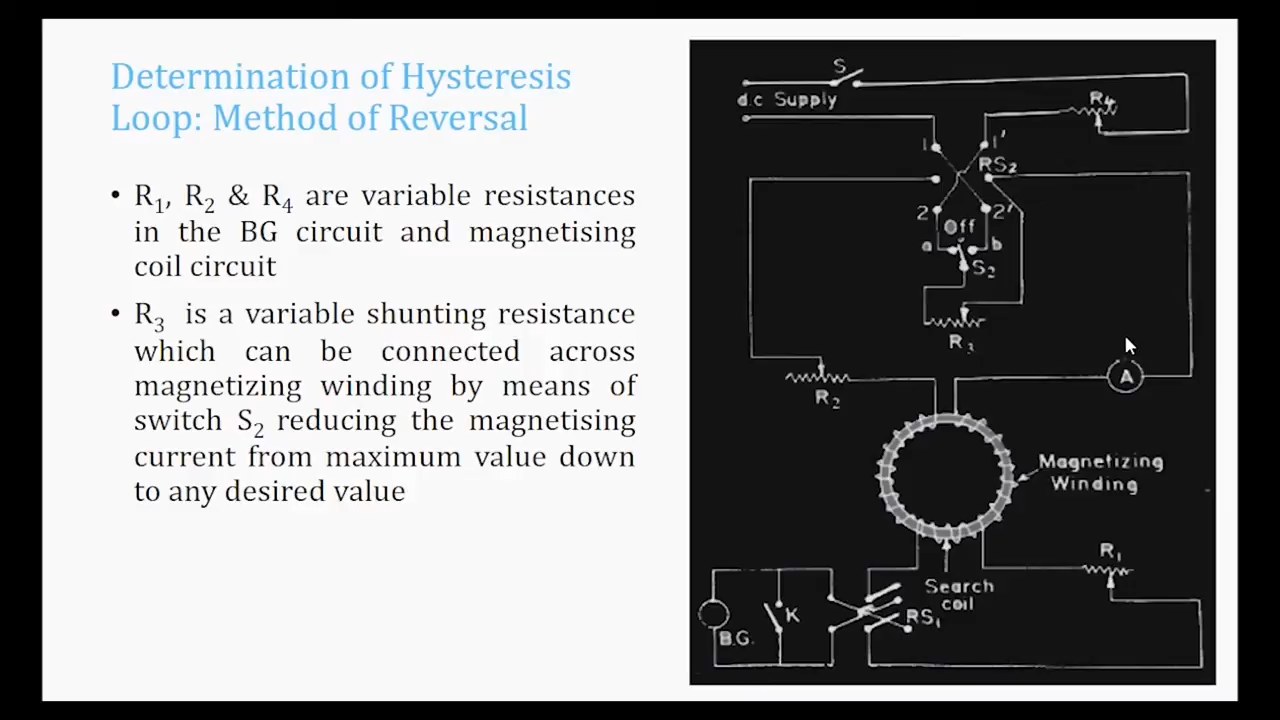 Determination of Hysteresis
Loop: Method of Reversal
• R₁, R₂ & R₄ are variable resistances
in the BG circuit and magnetising
coil circuit
• R₃ is a variable shunting resistance
which can be connected across
magnetizing winding by means of
switch S₂ reducing the magnetising
current from maximum value down
to any desired value
S
d.c Supply
R₄
1
1'
RS₂
2
2'
Off
a
b
S₂
R₃
R₂
A
Magnetizing
Winding
R₁
Search
coil
K
RS₁
B.G.